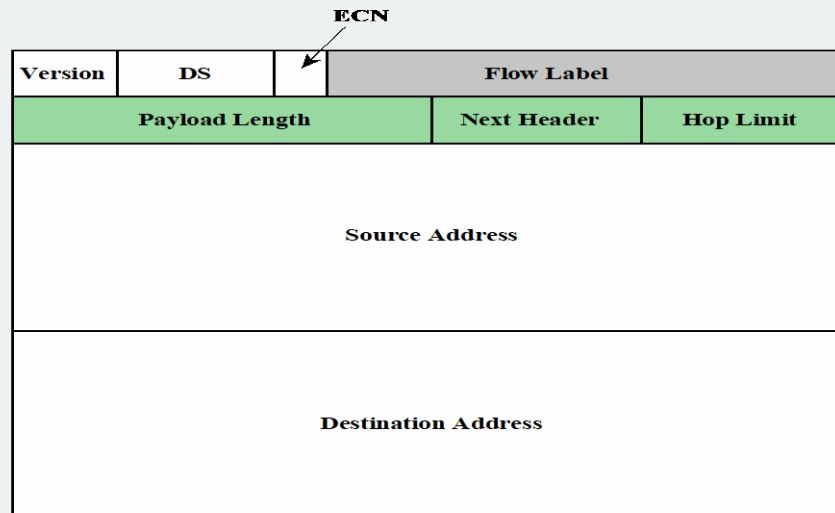 ECN
Version DS Flow Label
Payload Length Next Header Hop Limit
Source Address
Destination Address